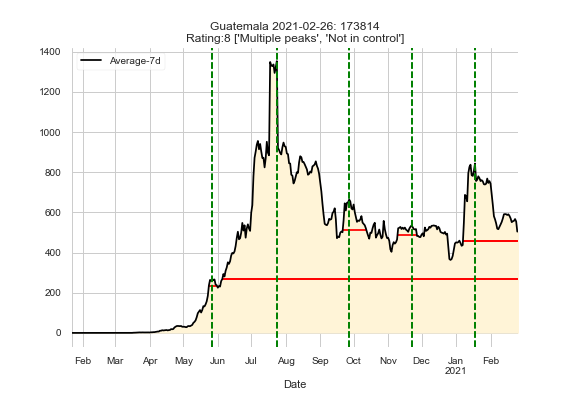 Guatemala 2021-02-26: 173814
Rating:8 ['Multiple peaks', 'Not in control']
1400
Average-7d
1200
1000
800
600
400
200
0
Feb Mar Apr May Jun Jul Aug Sep Oct Nov Dec Jan Feb
2021
Date